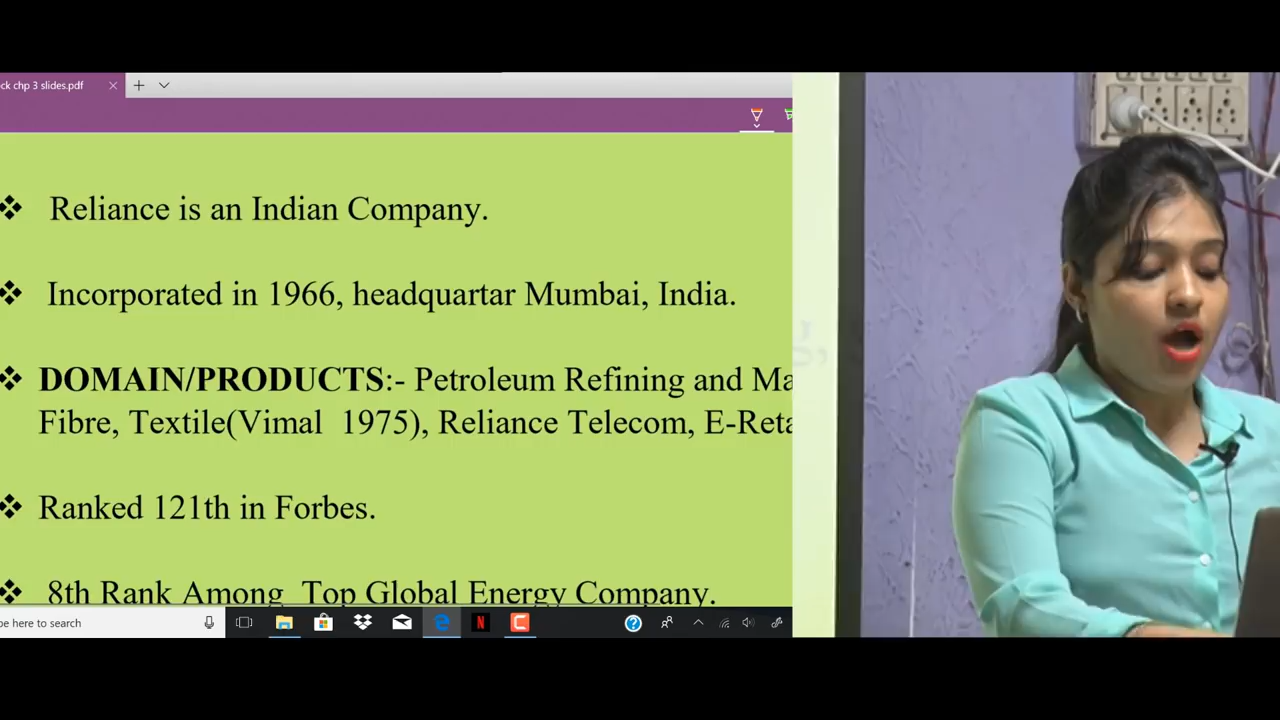 ck chp 3 slides.pdf
❖ Reliance is an Indian Company.
❖ Incorporated in 1966, headquartar Mumbai, India.
❖ DOMAIN/PRODUCTS:- Petroleum Refining and Ma
Fibre, Textile(Vimal 1975), Reliance Telecom, E-Reta
❖ Ranked 121th in Forbes.
❖ 8th Rank Among Top Global Energy Company.
pe here to search